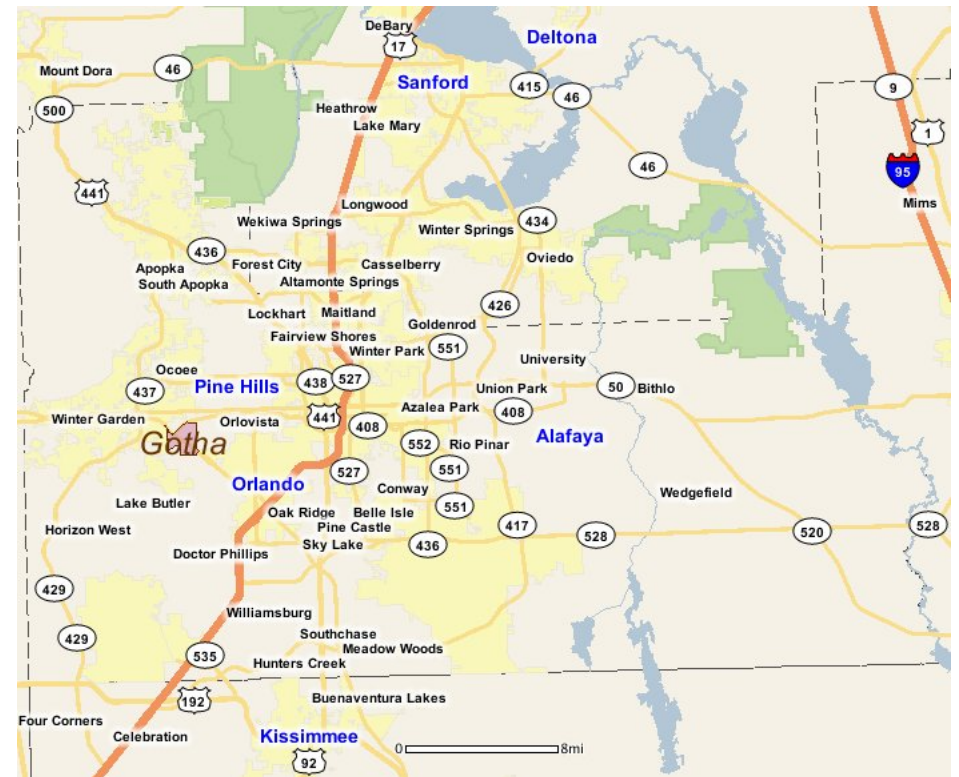 DeBary
Deltona
17
46
Mount Dora
Sanford
415
46
9
500
Heathrow
Lake Mary
1
46
95
441
Mims
Longwood
Wekiwa Springs
434
Winter Springs
436
Oviedo
Forest City
Casselberry
Apopka
South Apopka
Altamonte Springs
426
Lockhart
Maitland
Goldenrod
Fairview Shores
551
Winter Park
University
Ocoee
437
Pine Hills
438
527
Union Park
50
Bithlo
Azalea Park
408
Winter Garden
Orlovista
441
408
Gotha
552
Rio Pinar
Alafaya
551
527
Orlando
Conway
Wedgefield
Lake Butler
551
Oak Ridge
Belle Isle
Horizon West
Pine Castle
417
528
520
528
Sky Lake
436
Doctor Phillips
429
Williamsburg
429
Southchase
Meadow Woods
535
Hunters Creek
192
Buenaventura Lakes
Four Corners
Celebration
Kissimmee
0
8mi
92